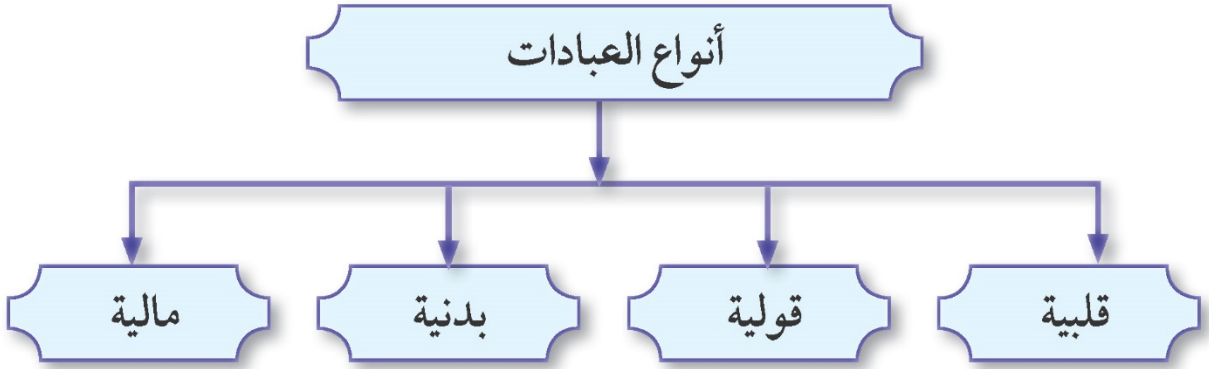 أنواع العبادات
قلبية
قولية
بدنية
مالية